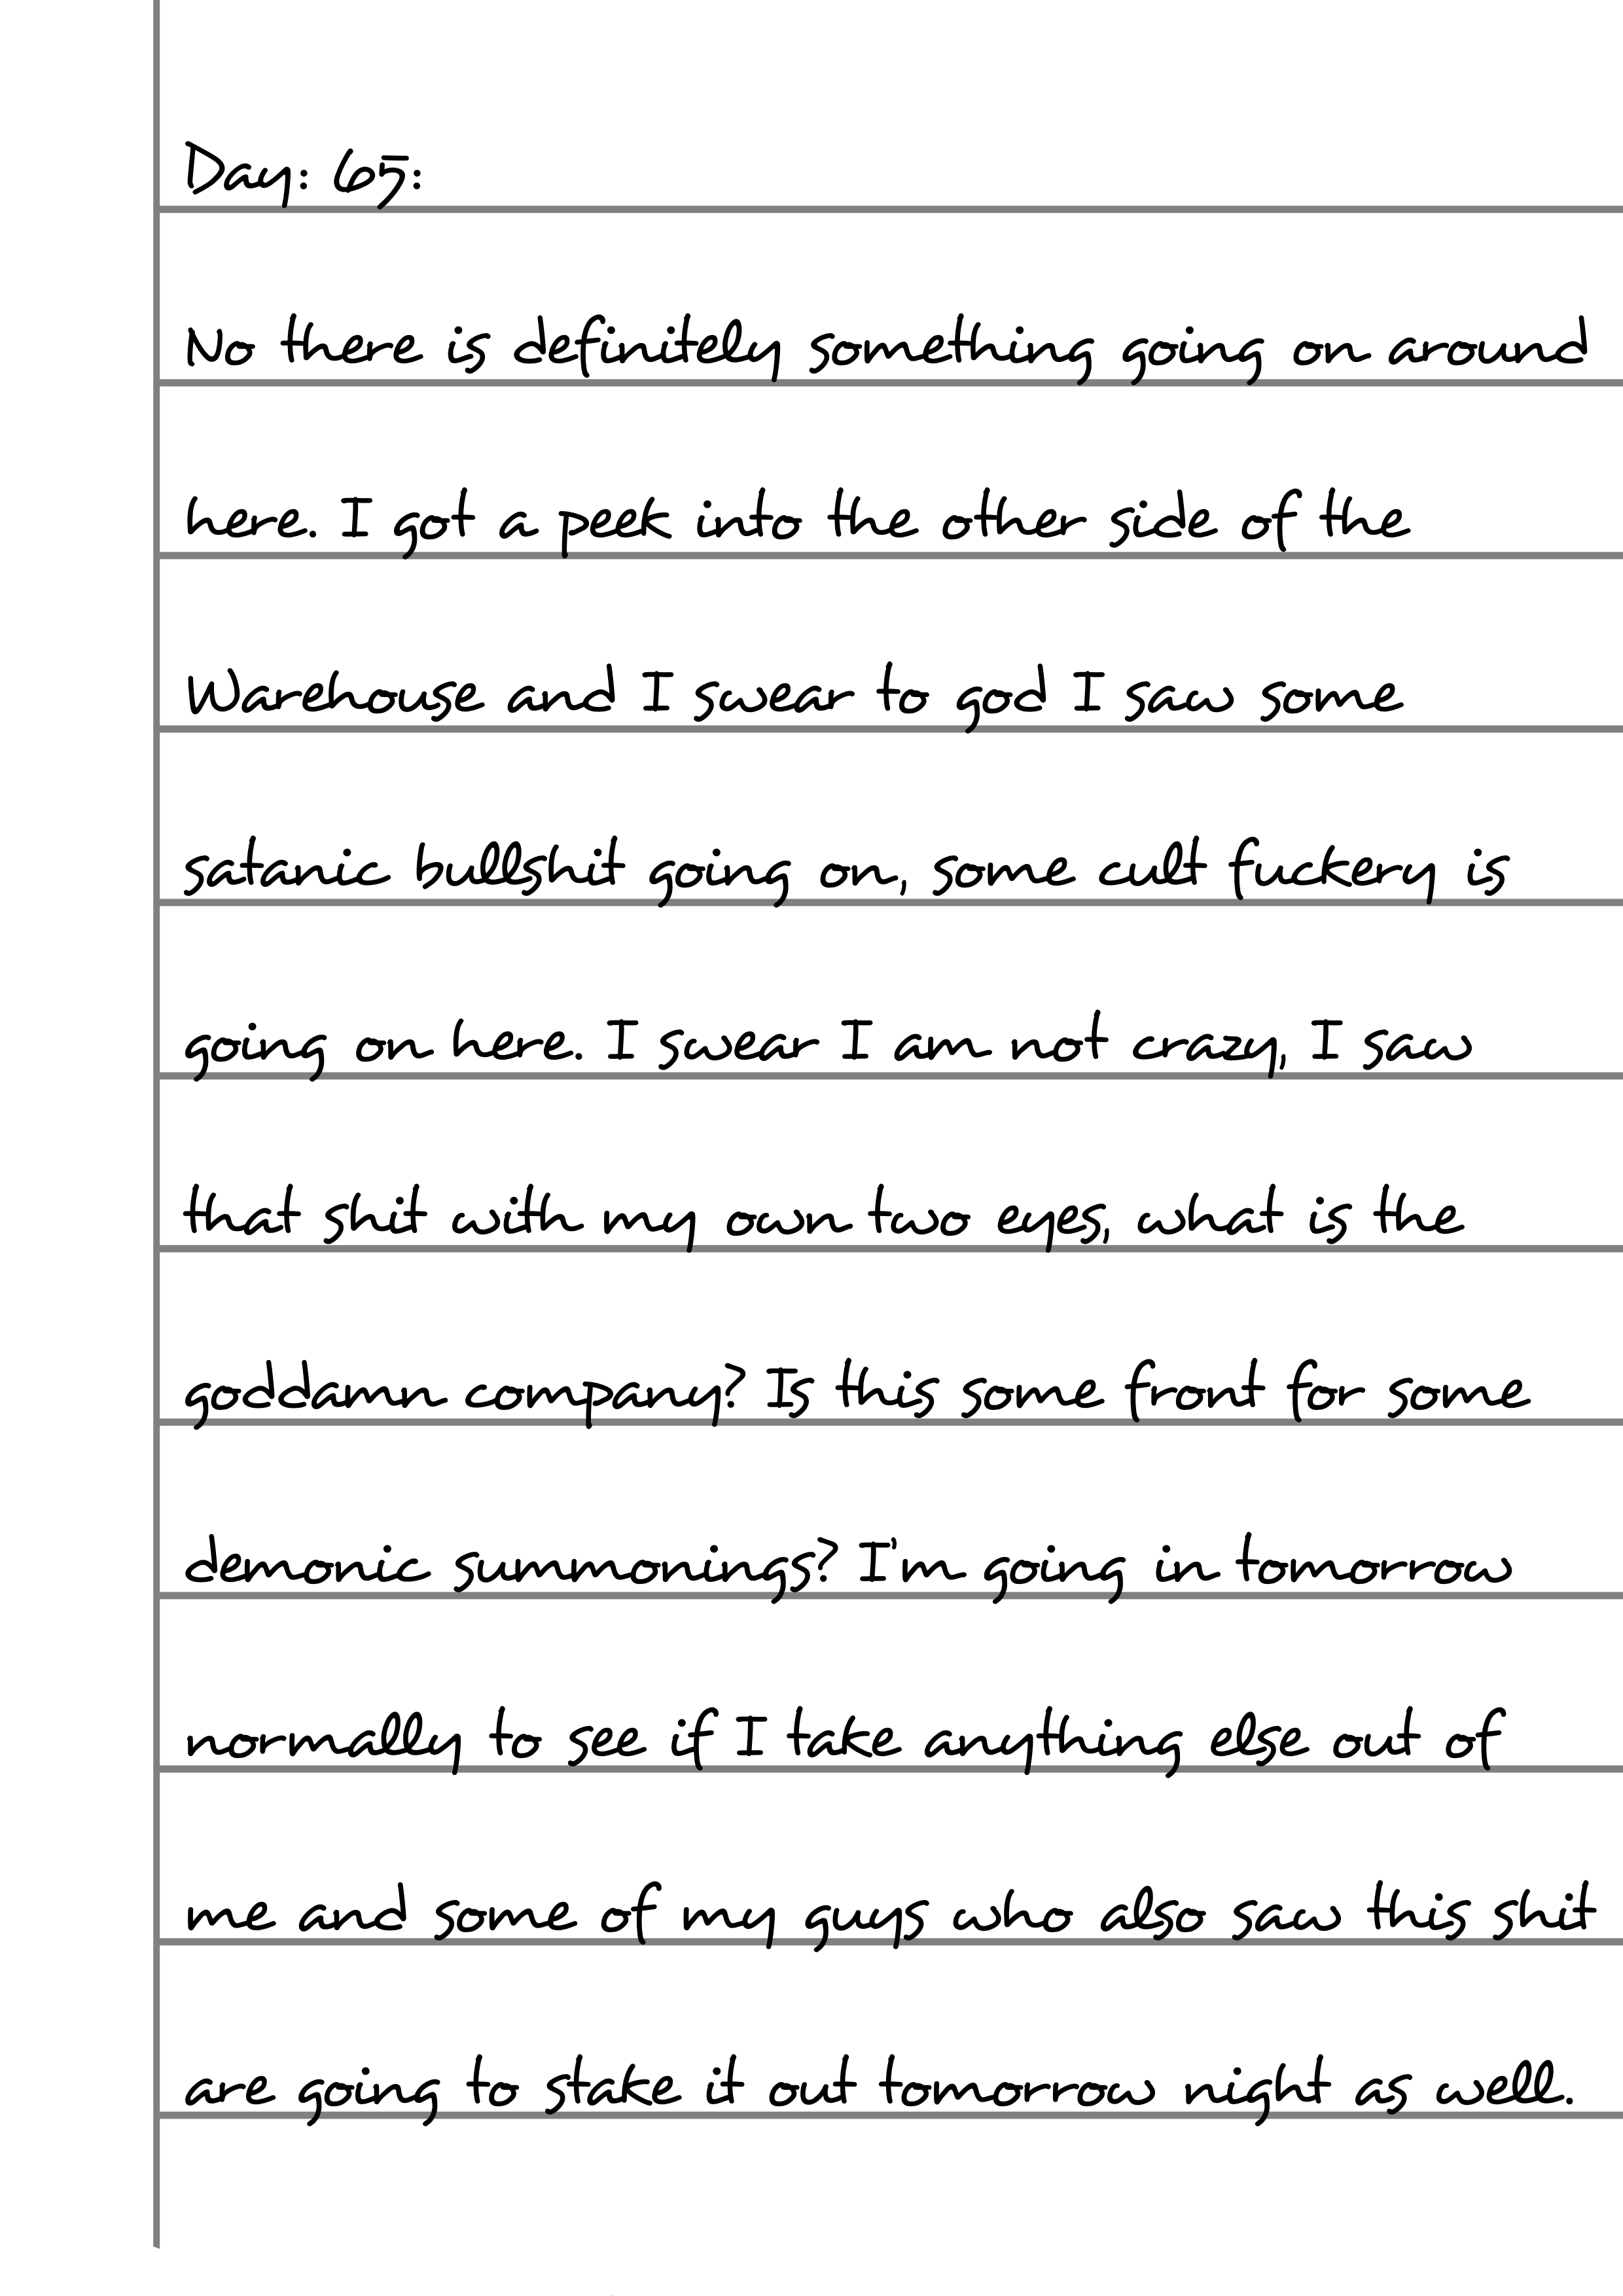 Day: 65:
No there is definitely something going on around
here. I got a peek into the other side of the
Warehouse and I swear to god I saw some
satanic bullshit going on, some cult fuckery is
going on here. I swear I am not crazy, I saw
that shit with my own two eyes, what is the
goddamn company? Is this some front for some
demonic summonings? I'm going in tomorrow
normally to see if I take anything else out of
me and some of my guys who also saw this shit
are going to stake it out tomorrow night as well.